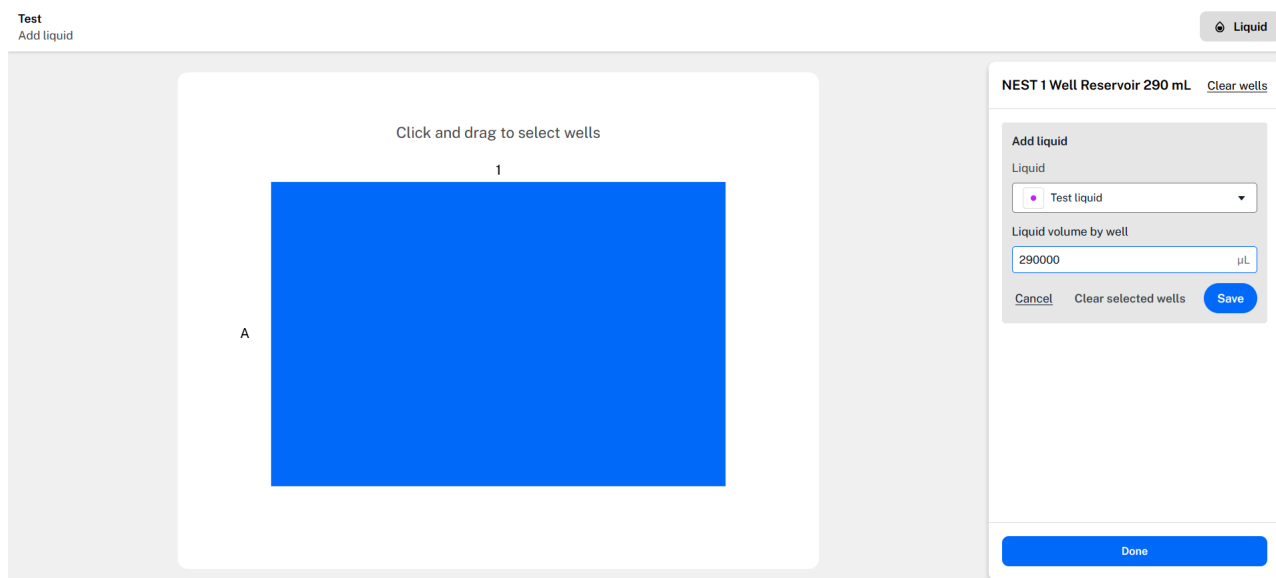 Test
Add liquid
Liquid
Click and drag to select wells
1
A
NEST 1 Well Reservoir 290 mL Clear wells
Add liquid
Liquid
Test liquid
Liquid volume by well
290000 µL
Cancel Clear selected wells Save
Done